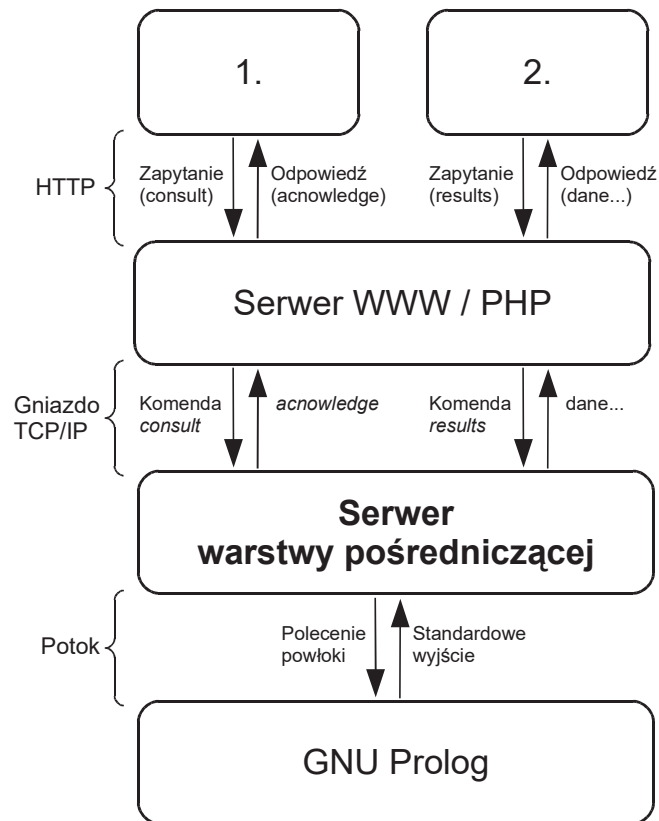 1.
2.
HTTP
Zapytanie
(consult)
Odpowiedź
(acnowledge)
Zapytanie
(results)
Odpowiedź
(dane...)
Serwer WWW / PHP
Gniazdo
TCP/IP
Komenda
consult
acnowledge
Komenda
results
dane...
Serwer
warstwy pośredniczącej
Potok
Polecenie
powłoki
Standardowe
wyjście
GNU Prolog